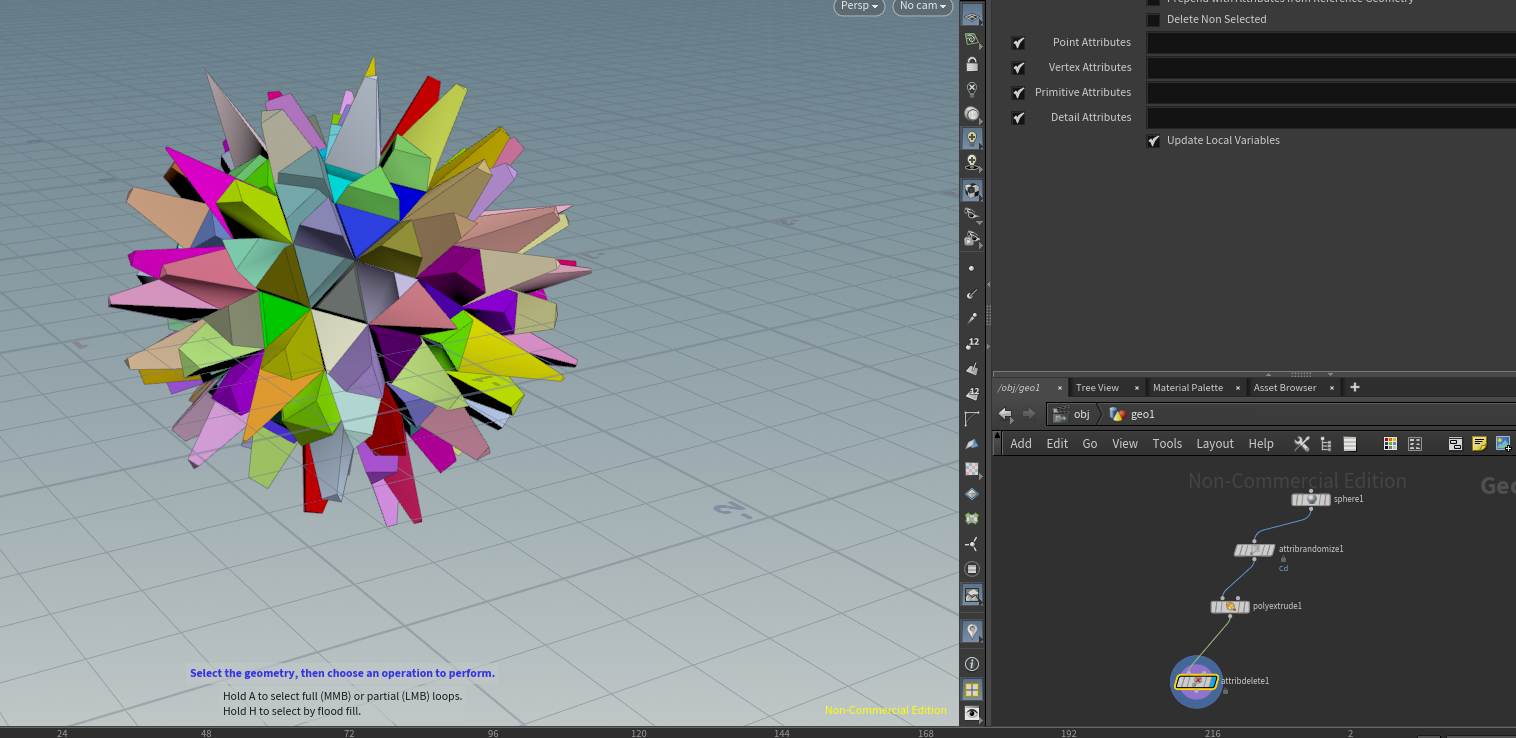 Persp
No cam
Prepend with Attributes from Reference Geometry
Delete Non Selected
Point Attributes
Vertex Attributes
Primitive Attributes
Detail Attributes
Update Local Variables
12
12
/obj/geo1
Tree View
Material Palette
Asset Browser
obj
geo1
Add Edit Go View Tools Layout Help
Non-Commercial Edition
Geo
sphere1
attribrandomize1
Cd
polyextrude1
attribdelete1
Select the geometry, then choose an operation to perform.
Hold A to select full (MMB) or partial (LMB) loops.
Hold H to select by flood fill.
Non-Commercial Edition
24 48 72 96 120 144 168 192 216 2